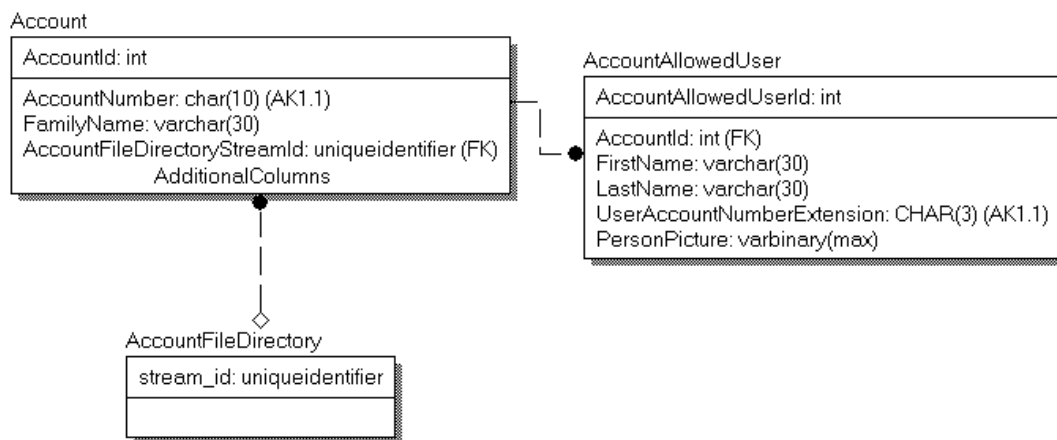 Account
AccountId: int
AccountNumber: char(10) (AK1.1)
FamilyName: varchar(30)
AccountFileDirectoryStreamId: uniqueidentifier (FK)
AdditionalColumns
AccountAllowedUser
AccountAllowedUserId: int
AccountId: int (FK)
FirstName: varchar(30)
LastName: varchar(30)
UserAccountNumberExtension: CHAR(3) (AK1.1)
PersonPicture: varbinary(max)
AccountFileDirectory
stream_id: uniqueidentifier